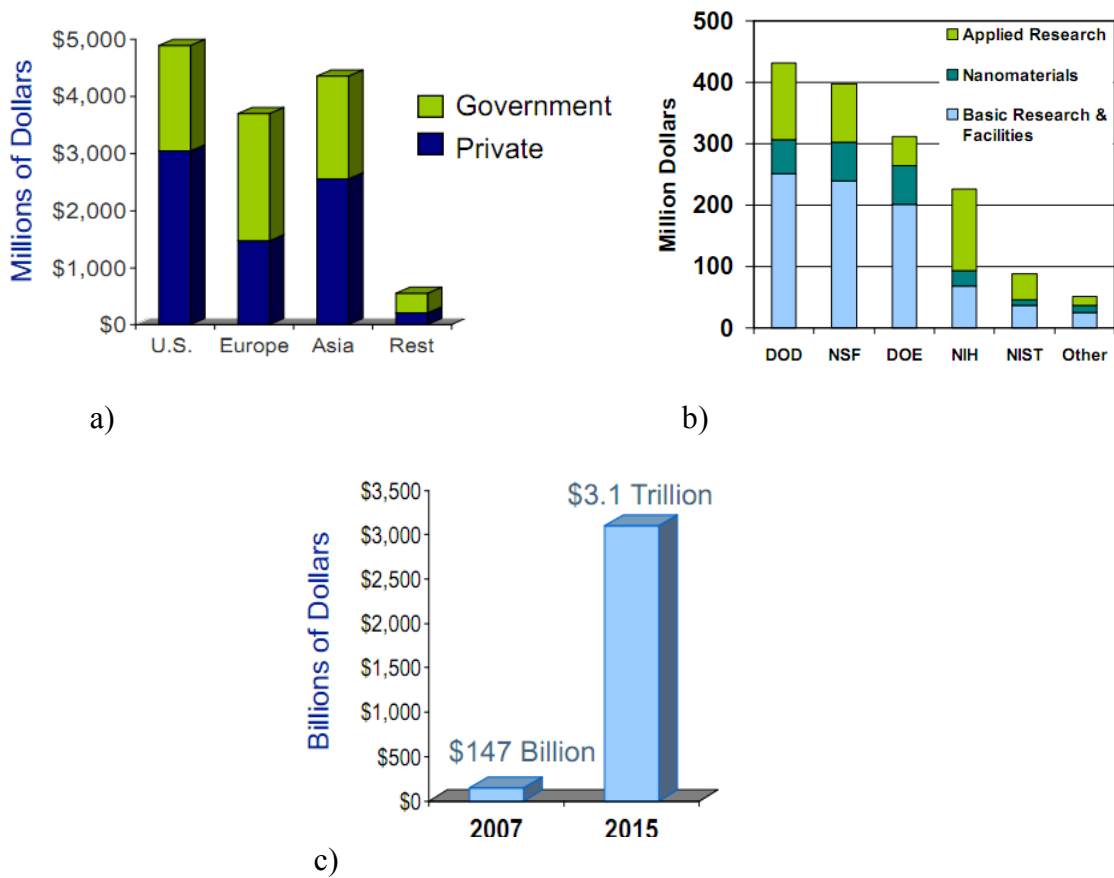 Millions of Dollars
$5,000
$4,000
$3,000
$2,000
$1,000
$0
U.S. Europe Asia Rest
Government
Private
a)
Million Dollars
500
400
300
200
100
0
DOD NSF DOE NIH NIST Other
Applied Research
Nanomaterials
Basic Research &
Facilities
b)
Billions of Dollars
$3,500
$3,000
$2,500
$2,000
$1,500
$1,000
$500
$0
$147 Billion
$3.1 Trillion
2007 2015
c)